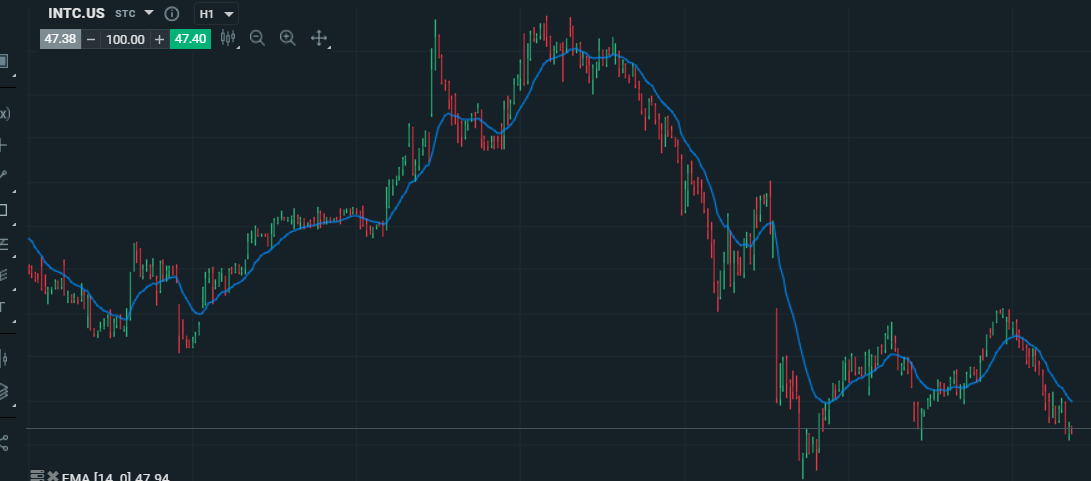 INTC.US STC H1
47.38 − 100.00 + 47.40
x)
T
EMA [14, 0] 47.94